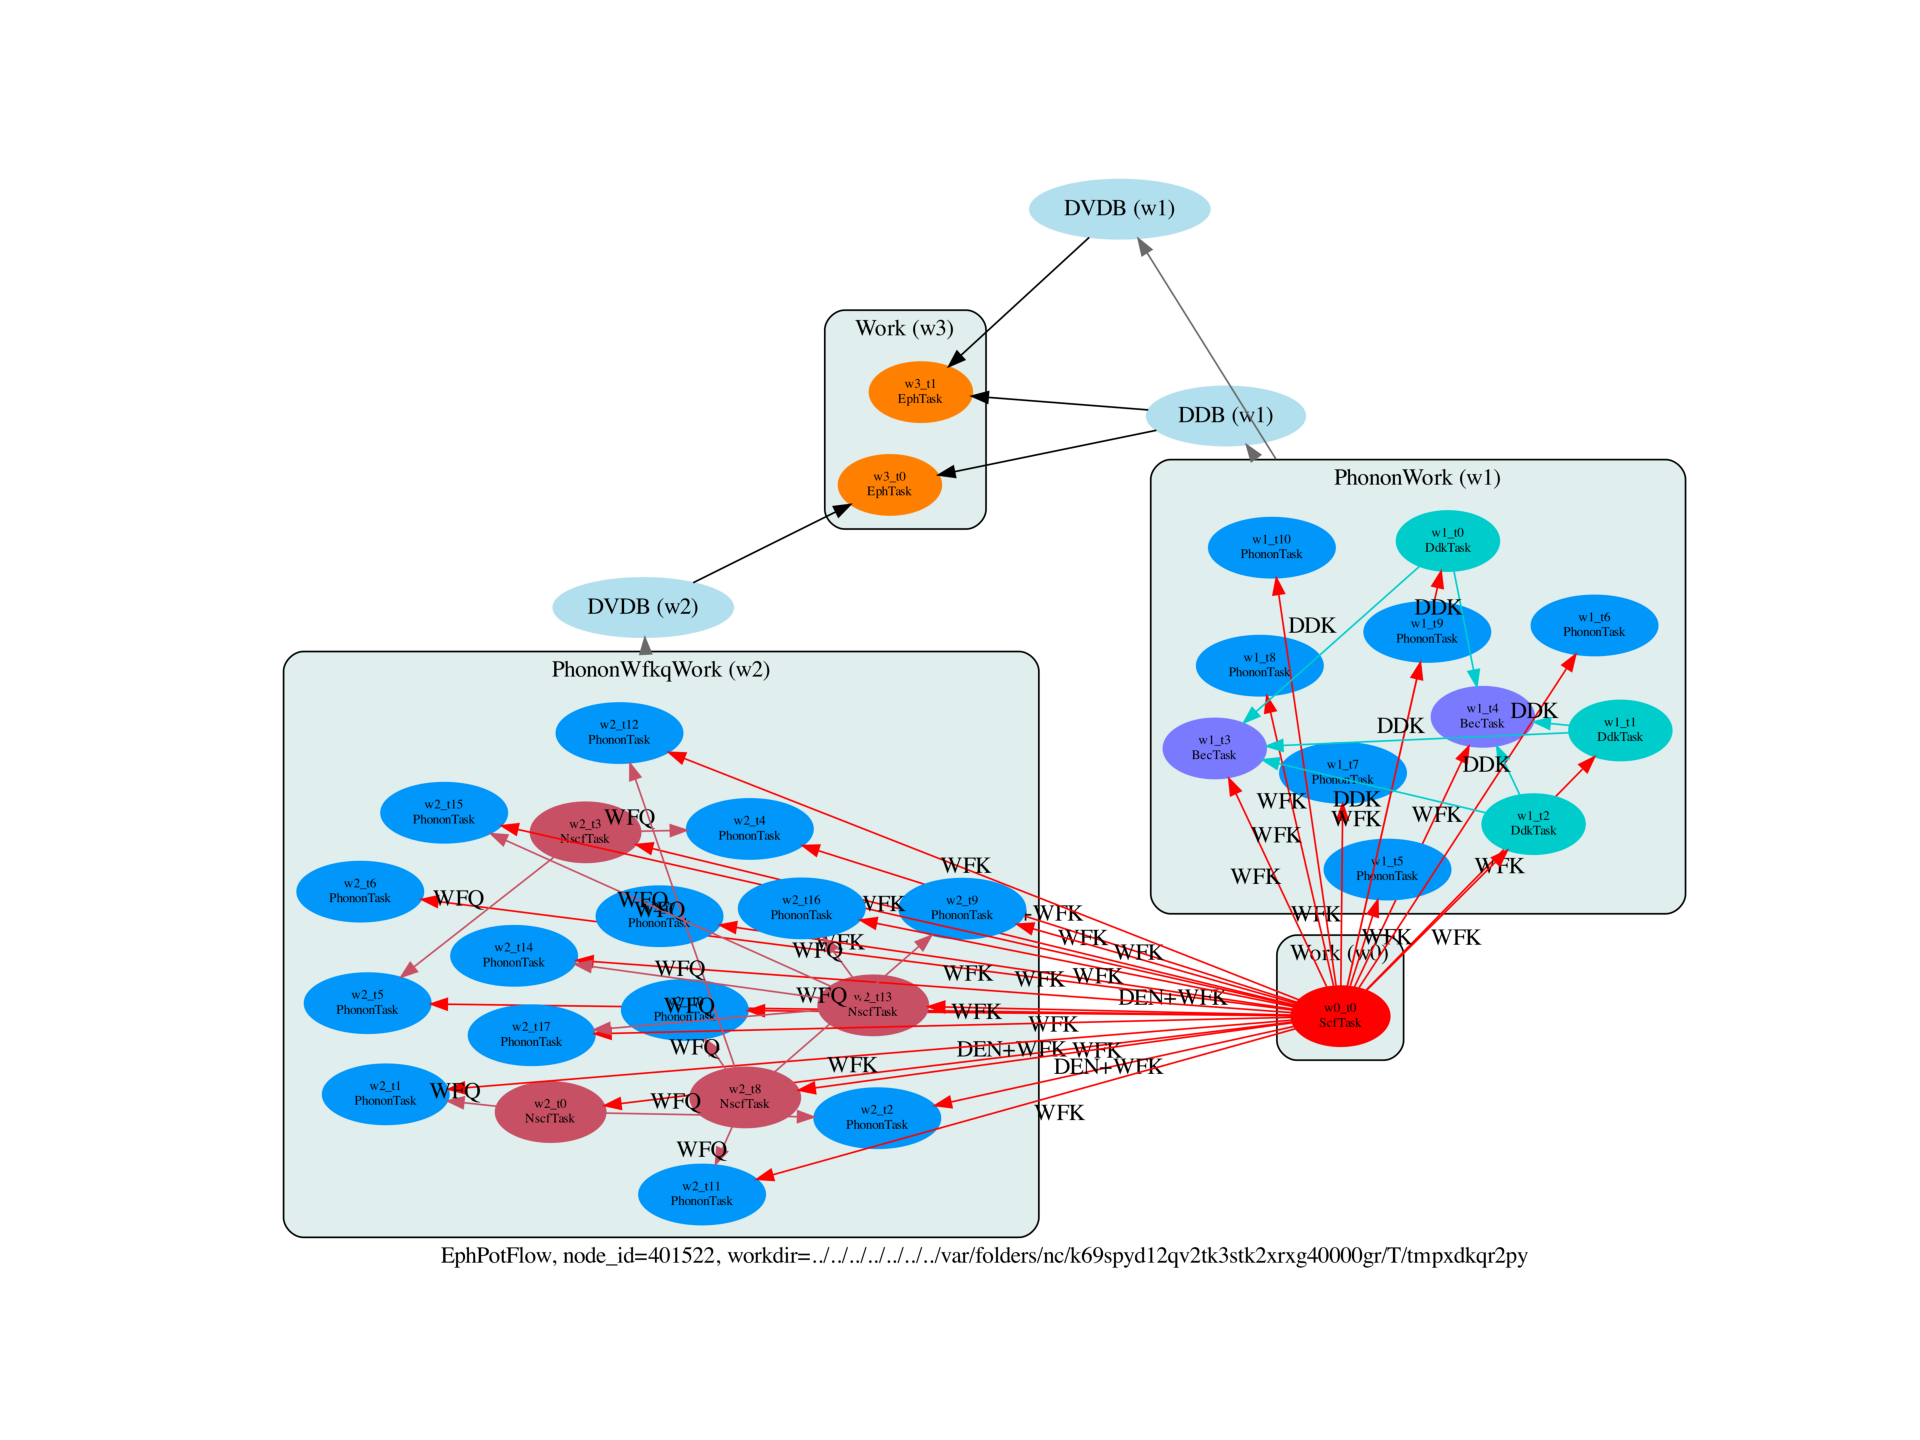 DVDB (w1)
Work (w3)
w3_t1
EphTask
DDB (w1)
w3_t0
EphTask
PhononWork (w1)
w1_t10
PhononTask
w1_t0
DdkTask
DVDB (w2)
DDK
DDK
w1_t9
PhononTask
w1_t6
PhononTask
w1_t8
PhononTask
PhononWfkqWork (w2)
w1_t4
BecTask
DDK
DDK
w1_t1
DdkTask
w1_t3
BecTask
w2_t12
PhononTask
w1_t7
PhononTask
DDK
DDK
WFK
WFK
WFK
WFK
w1_t2
DdkTask
w2_t15
PhononTask
w2_t3
NscfTask
WFQ
w2_t4
PhononTask
WFK
WFK
WFK
w1_t5
PhononTask
w2_t6
PhononTask
WFQ
WFQ
WFQ
PhononTask
w2_t16
PhononTask
WFK
w2_t9
PhononTask
+WFK
WFK
WFK
WFK
WFK
WFK
Work (w0)
w2_t14
PhononTask
WFQ
WFK
WFQ
WFK
WFK
WFK
w2_t5
PhononTask
WFQ
PhononTask
WFQ
w2_t13
NscfTask
DEN+WFK
WFK
WFK
w0_t0
ScfTask
w2_t17
PhononTask
WFQ
DEN+WFK
WFK
WFK
DEN+WFK
w2_t1
PhononTask
WFQ
w2_t0
NscfTask
WFQ
w2_t8
NscfTask
w2_t2
PhononTask
WFK
WFQ
w2_t11
PhononTask
EphPotFlow, node_id=401522, workdir=../../../../../../../var/folders/nc/k69spyd12qv2tk3stk2xrxg40000gr/T/tmpxdkqr2py